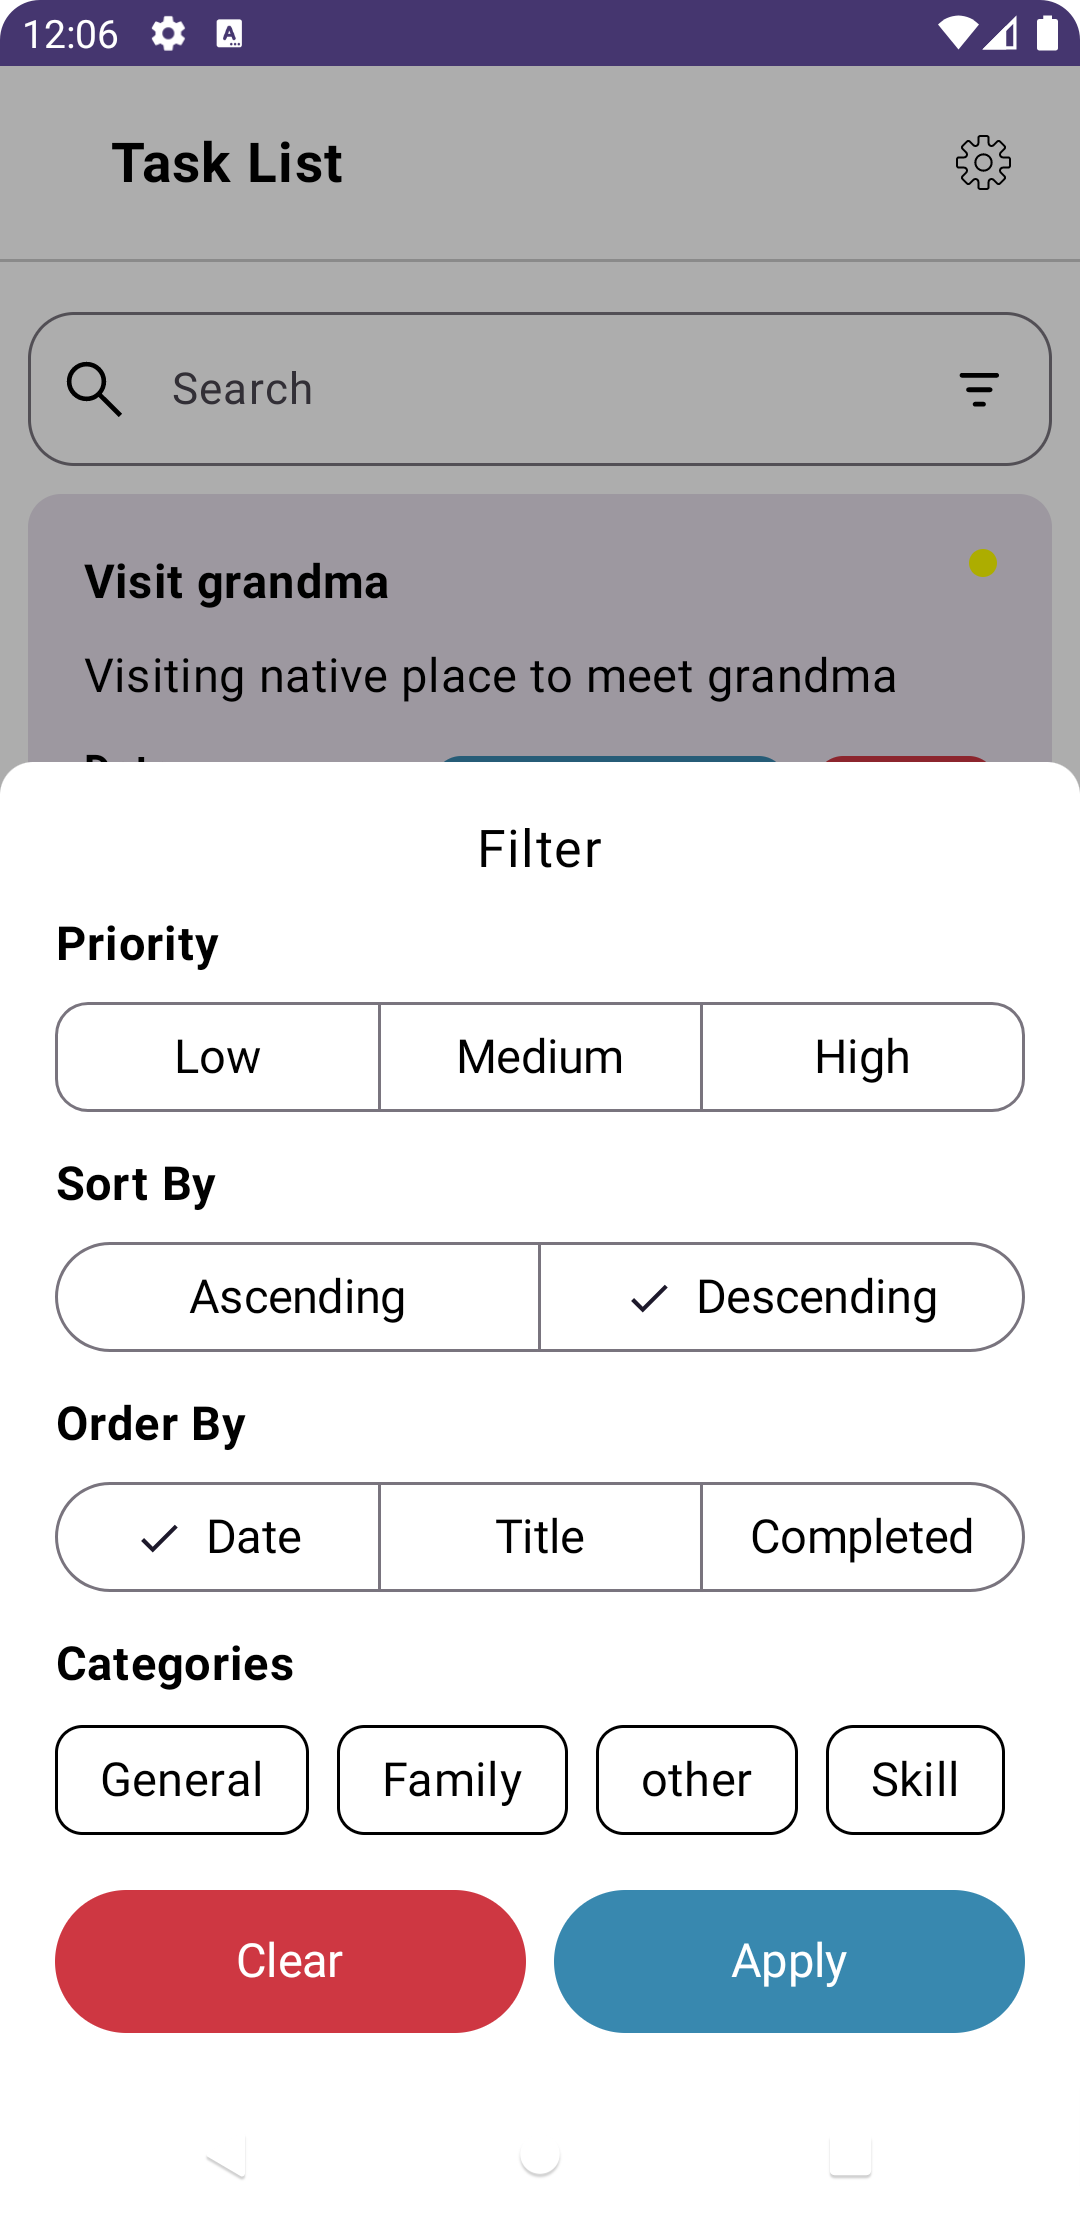 12:06
Task List
Search
Visit grandma
Visiting native place to meet grandma
Filter
Priority
Low Medium High
Sort By
Ascending Descending
Order By
Date Title Completed
Categories
General Family other Skill
Clear Apply